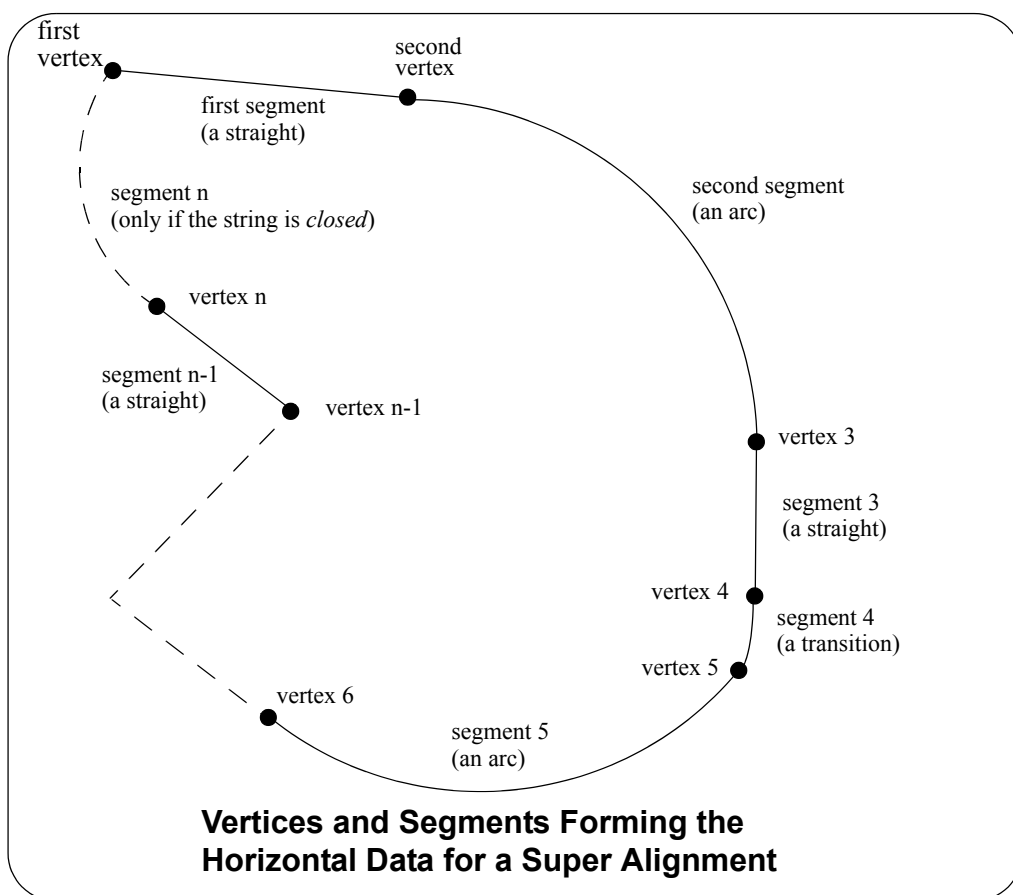 first
vertex
second
vertex
first segment
(a straight)
second segment
(an arc)
segment n
(only if the string is closed)
vertex n
segment n-1
(a straight)
vertex n-1
vertex 3
segment 3
(a straight)
vertex 4
segment 4
(a transition)
vertex 5
vertex 6
segment 5
(an arc)
Vertices and Segments Forming the
Horizontal Data for a Super Alignment